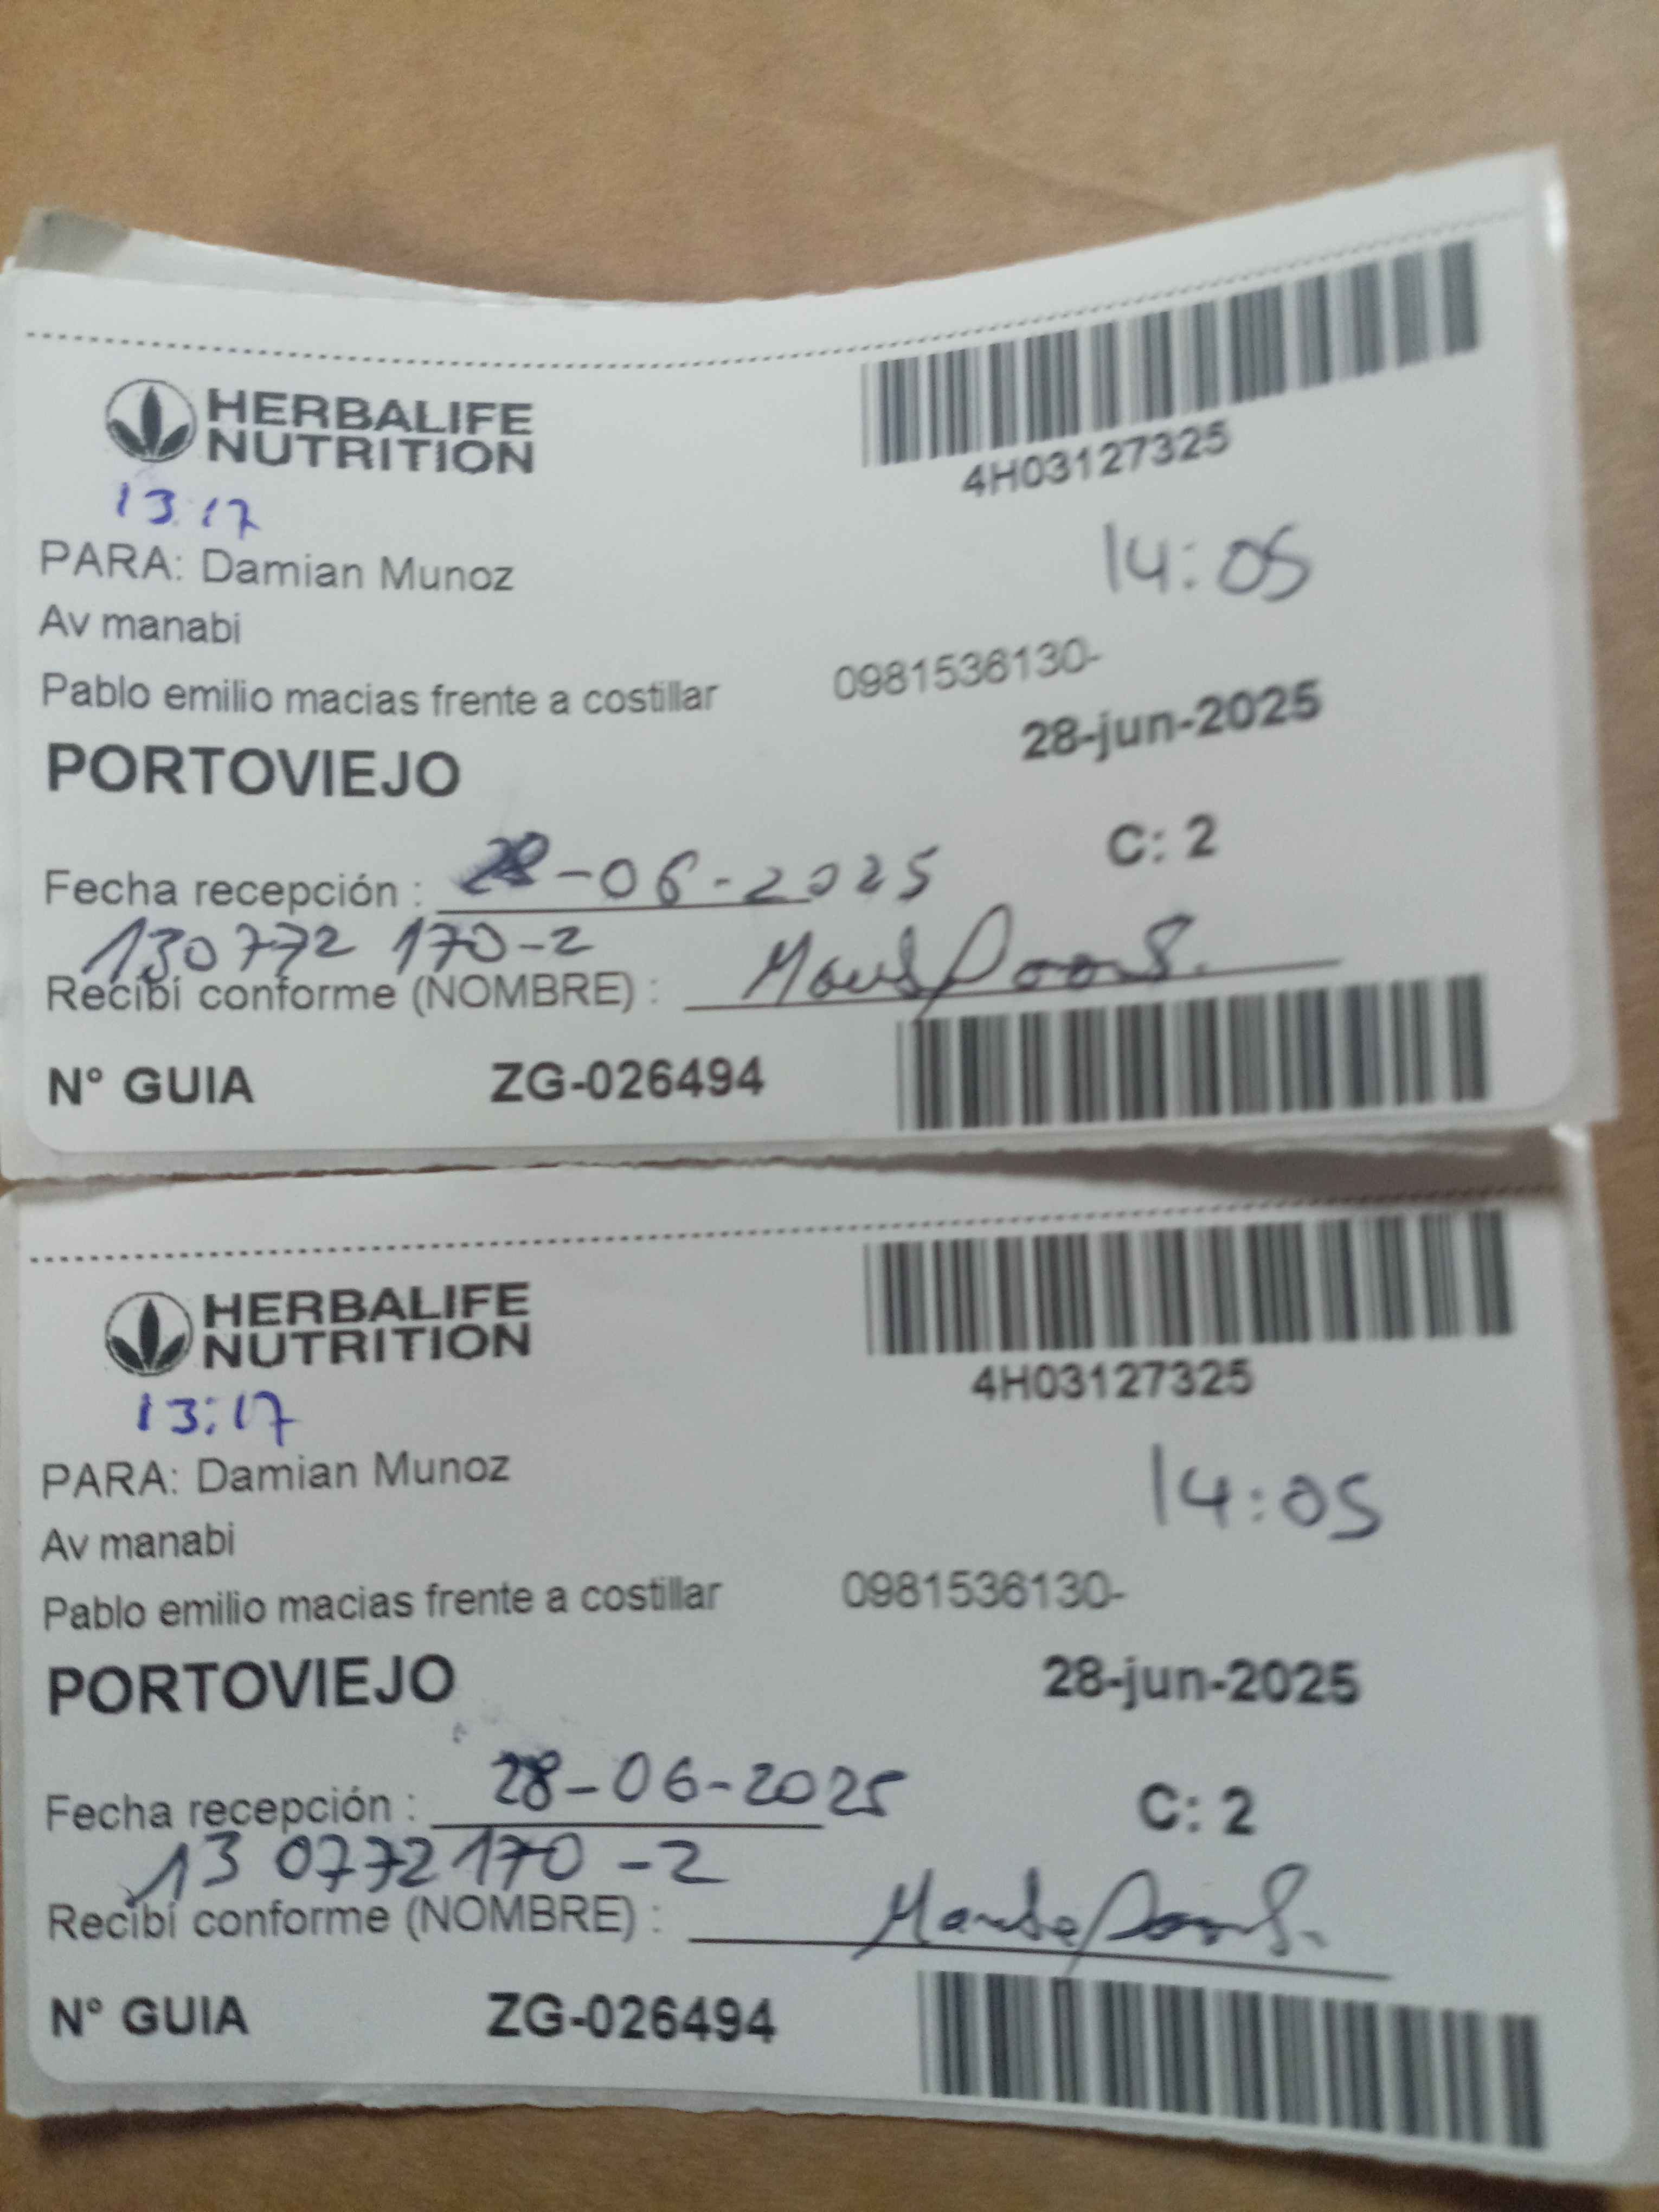 HERBALIFE
NUTRITION
4H03127325
13:17
14:05
PARA: Damian Munoz
Av manabi
Pablo emilio macias frente a costillar 0981536130-
PORTOVIEJO 28-jun-2025
Fecha recepción : 28-06-2025 C: 2
130772170-2
Recibí conforme (NOMBRE) :
N° GUIA ZG-026494
HERBALIFE
NUTRITION
4H03127325
13:17
14:05
PARA: Damian Munoz
Av manabi
Pablo emilio macias frente a costillar 0981536130-
PORTOVIEJO 28-jun-2025
Fecha recepción : 28-06-2025 C: 2
130772170-2
Recibí conforme (NOMBRE) :
N° GUIA ZG-026494